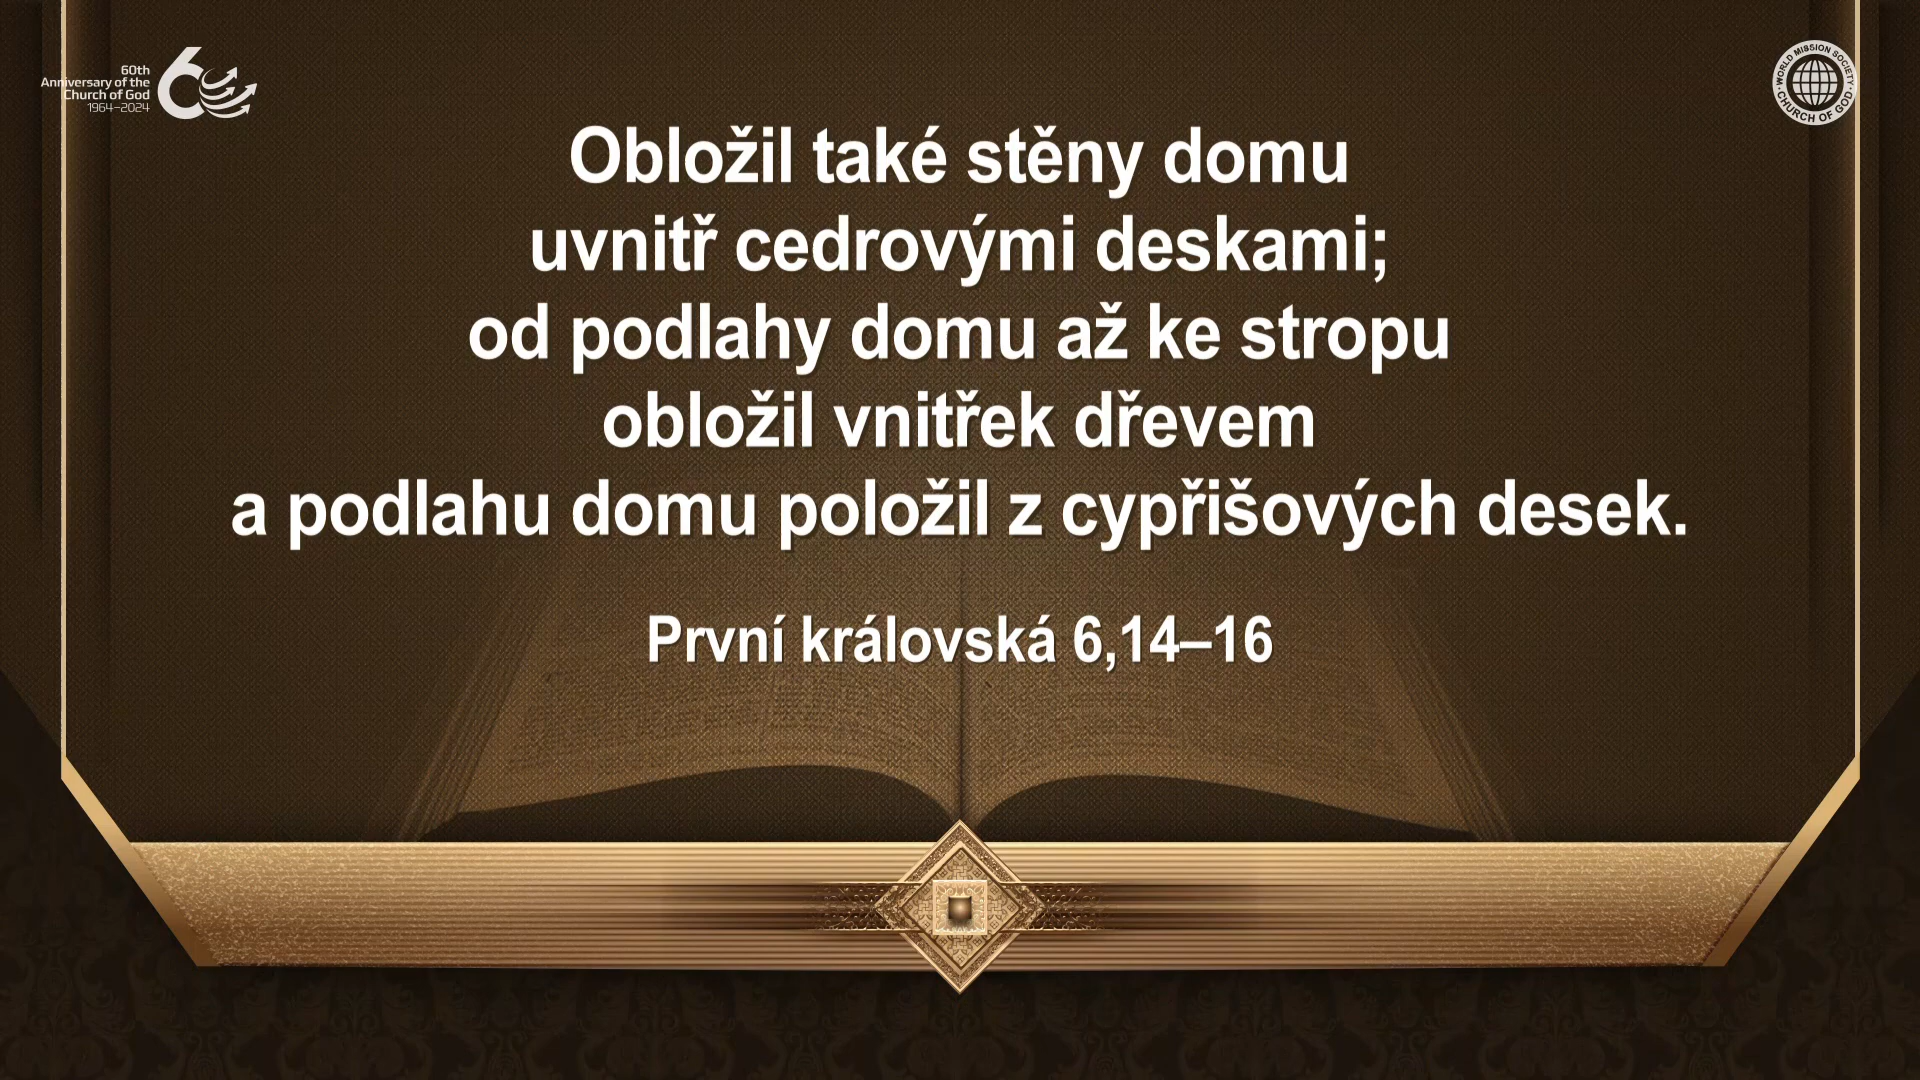 60th
Anniversary of the
Church of God
1964–2024
WORLD MISSION SOCIETY
CHURCH OF GOD
Obložil také stěny domu
uvnitř cedrovými deskami;
od podlahy domu až ke stropu
obložil vnitřek dřevem
a podlahu domu položil z cypřišových desek.
První královská 6,14–16